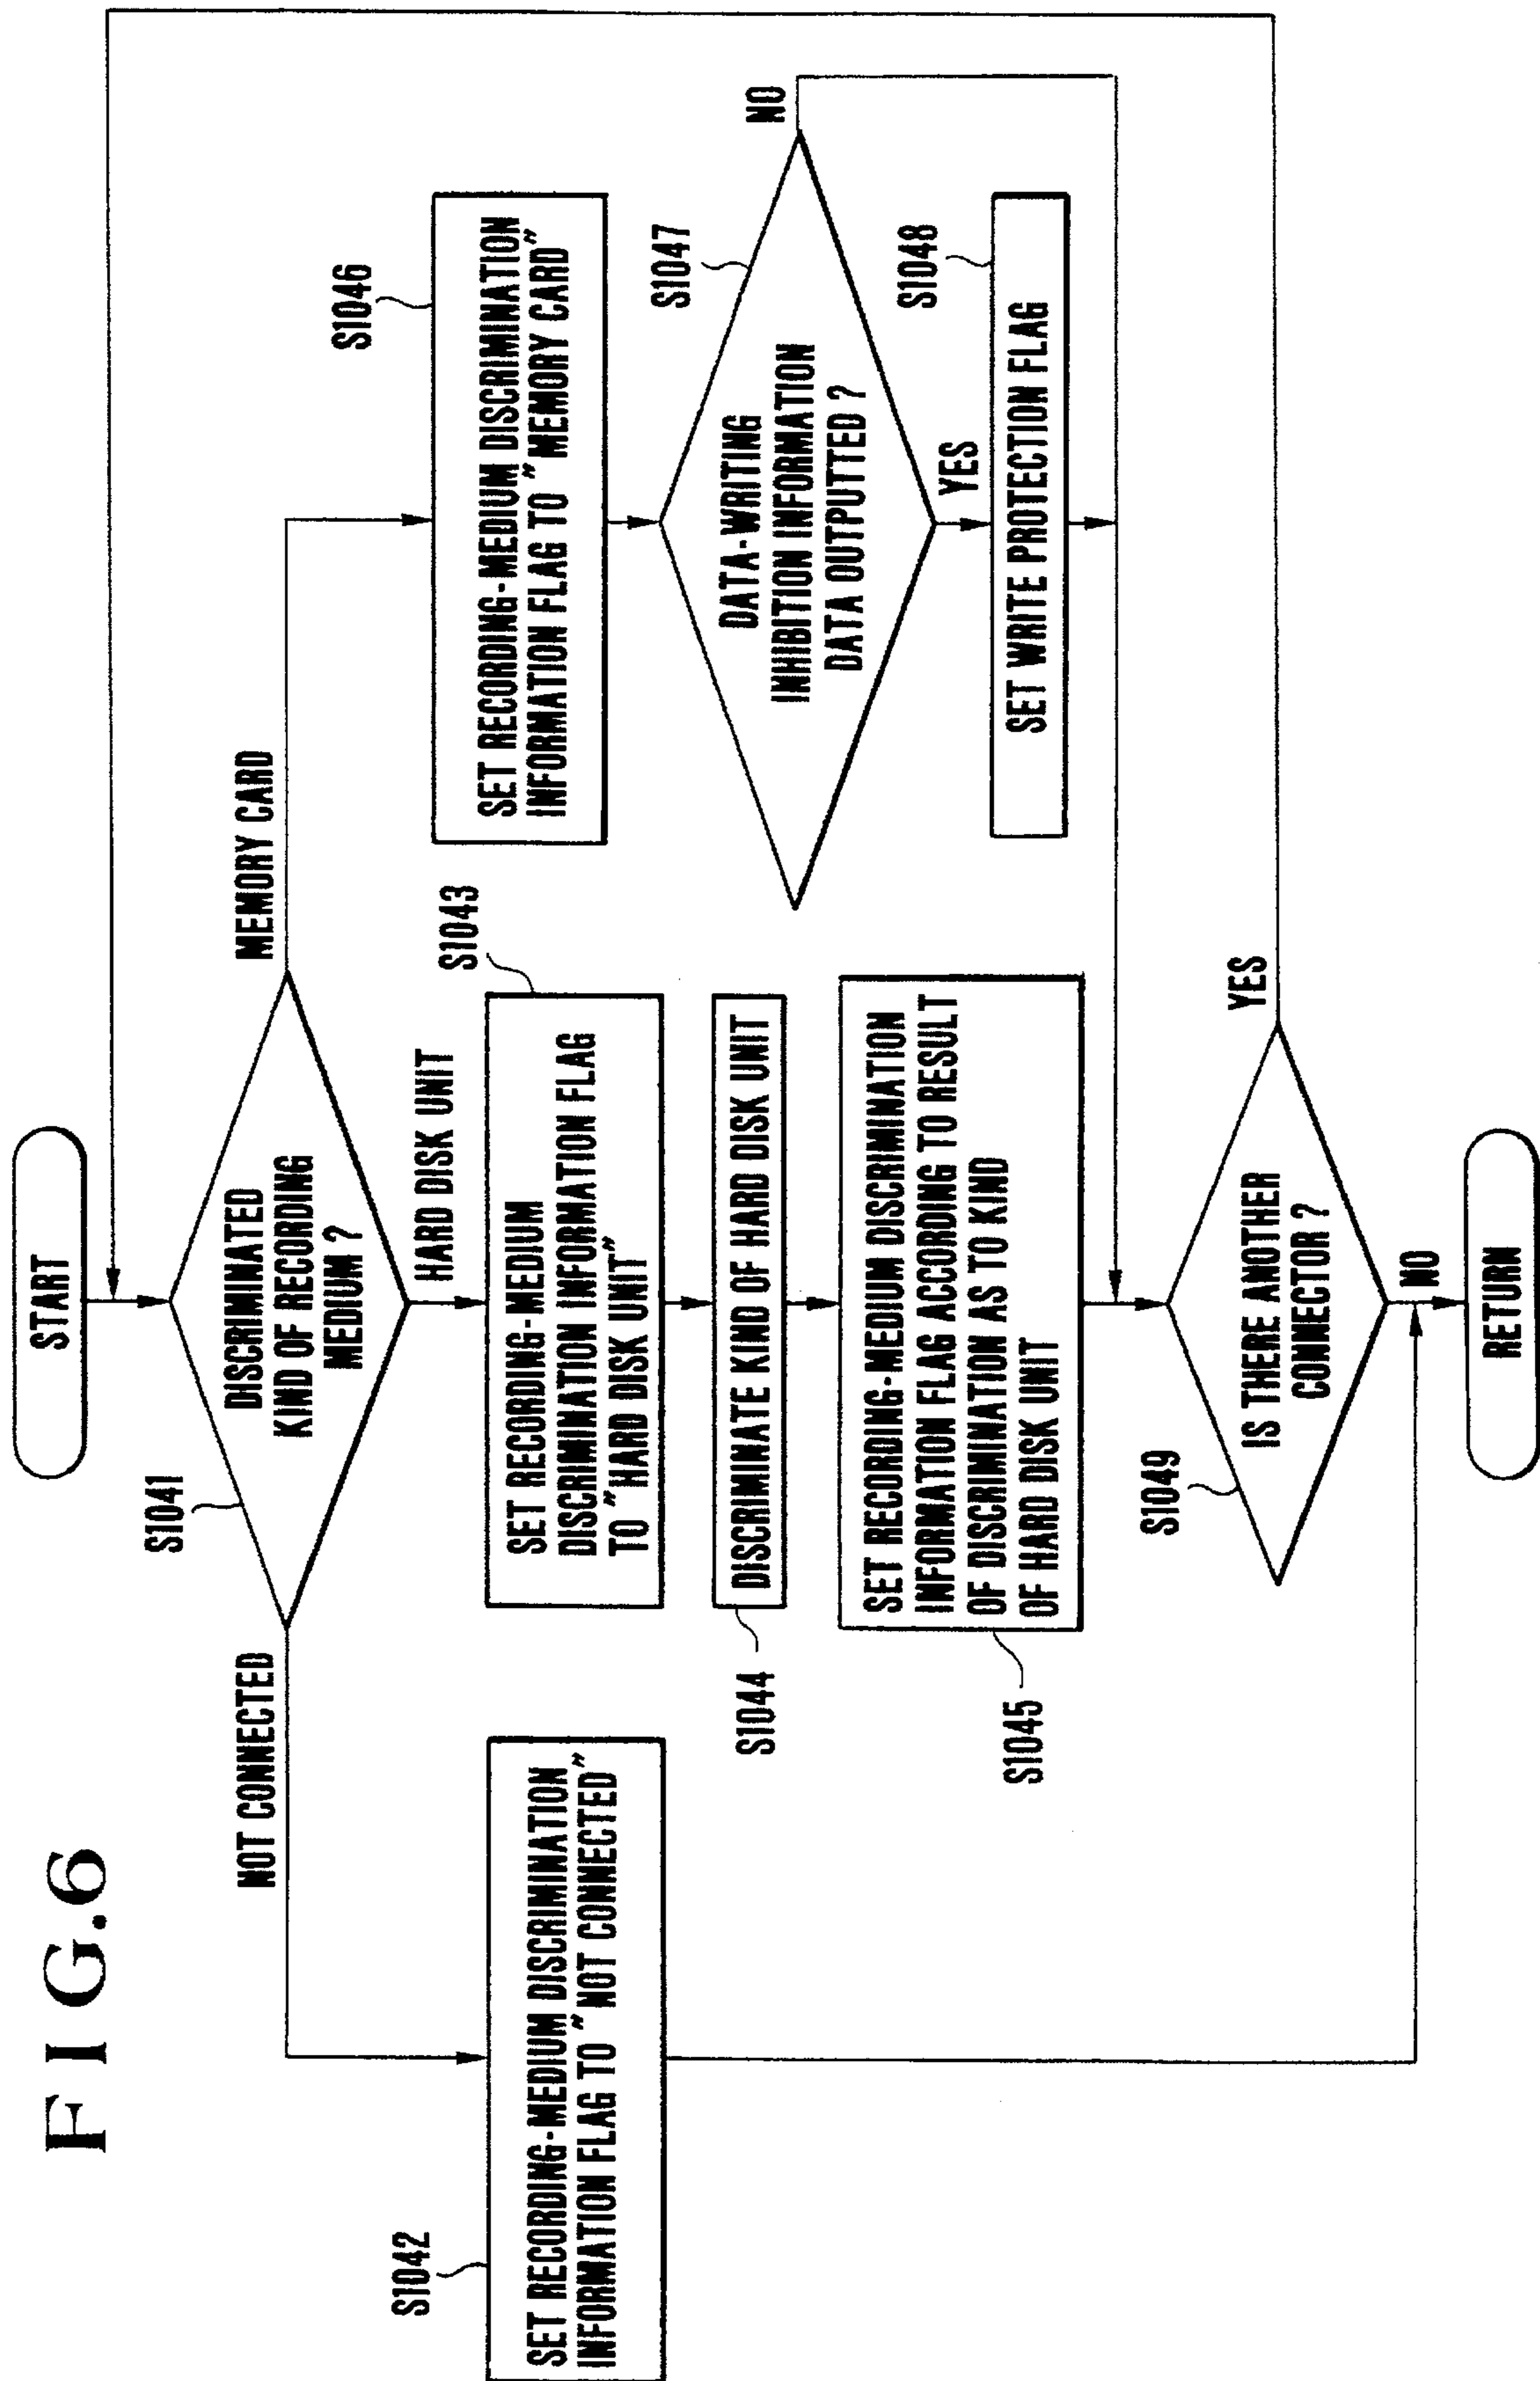 FIG.6
START
S1041
DISCRIMINATED
KIND OF RECORDING
MEDIUM ?
NOT CONNECTED
HARD DISK UNIT
MEMORY CARD
S1042
SET RECORDING-MEDIUM DISCRIMINATION
INFORMATION FLAG TO "NOT CONNECTED"
S1043
SET RECORDING-MEDIUM
DISCRIMINATION INFORMATION FLAG
TO "HARD DISK UNIT"
S1044
DISCRIMINATE KIND OF HARD DISK UNIT
S1045
SET RECORDING-MEDIUM DISCRIMINATION
INFORMATION FLAG ACCORDING TO RESULT
OF DISCRIMINATION AS TO KIND
OF HARD DISK UNIT
S1046
SET RECORDING-MEDIUM DISCRIMINATION
INFORMATION FLAG TO "MEMORY CARD"
S1047
DATA-WRITING
INHIBITION INFORMATION
DATA OUTPUTTED ?
NO
YES
S1048
SET WRITE PROTECTION FLAG
S1049
IS THERE ANOTHER
CONNECTOR ?
YES
NO
RETURN